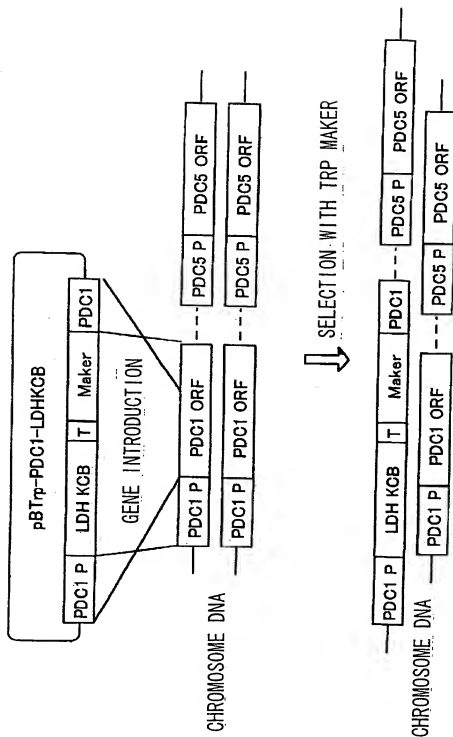 pBTrp-PDC1-LDHKCB
PDC1 P LDH KCB T Maker PDC1
GENE INTRODUCTION
PDC1 P PDC1 ORF PDC5 P PDC5 ORF
PDC1 P PDC1 ORF PDC5 P PDC5 ORF
CHROMOSOME DNA
SELECTION WITH TRP MAKER
PDC1 P LDH KCB T Maker PDC1 PDC5 P PDC5 ORF
PDC1 P PDC1 ORF PDC5 P PDC5 ORF
CHROMOSOME DNA